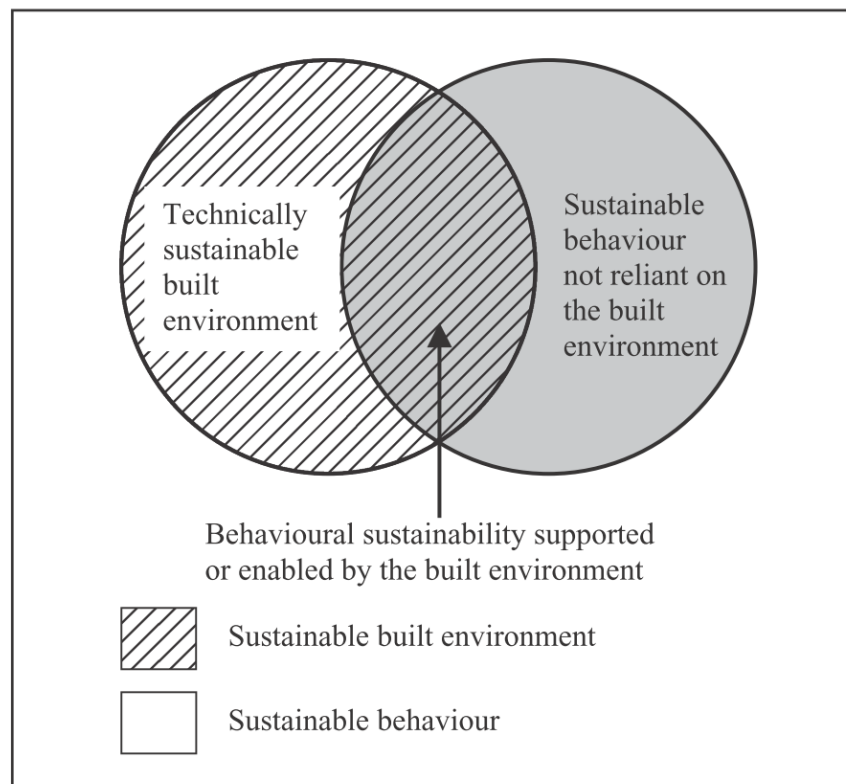 Technically
sustainable
built
environment
Sustainable
behaviour
not reliant on
the built
environment
Behavioural sustainability supported
or enabled by the built environment
Sustainable built environment
Sustainable behaviour